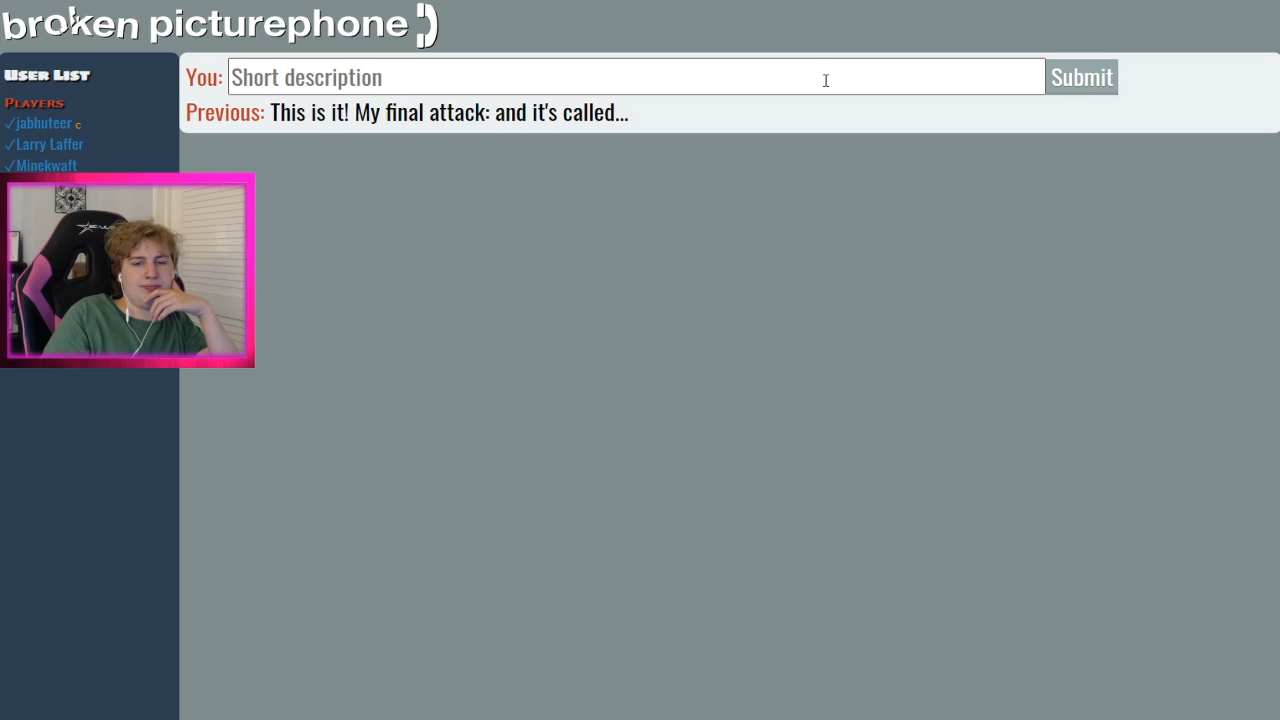 broken picturephone
User List
You: Short description Submit
Previous: This is it! My final attack: and it's called...
Players
✓jabhuteer c
✓Larry Laffer
✓Minekwaft